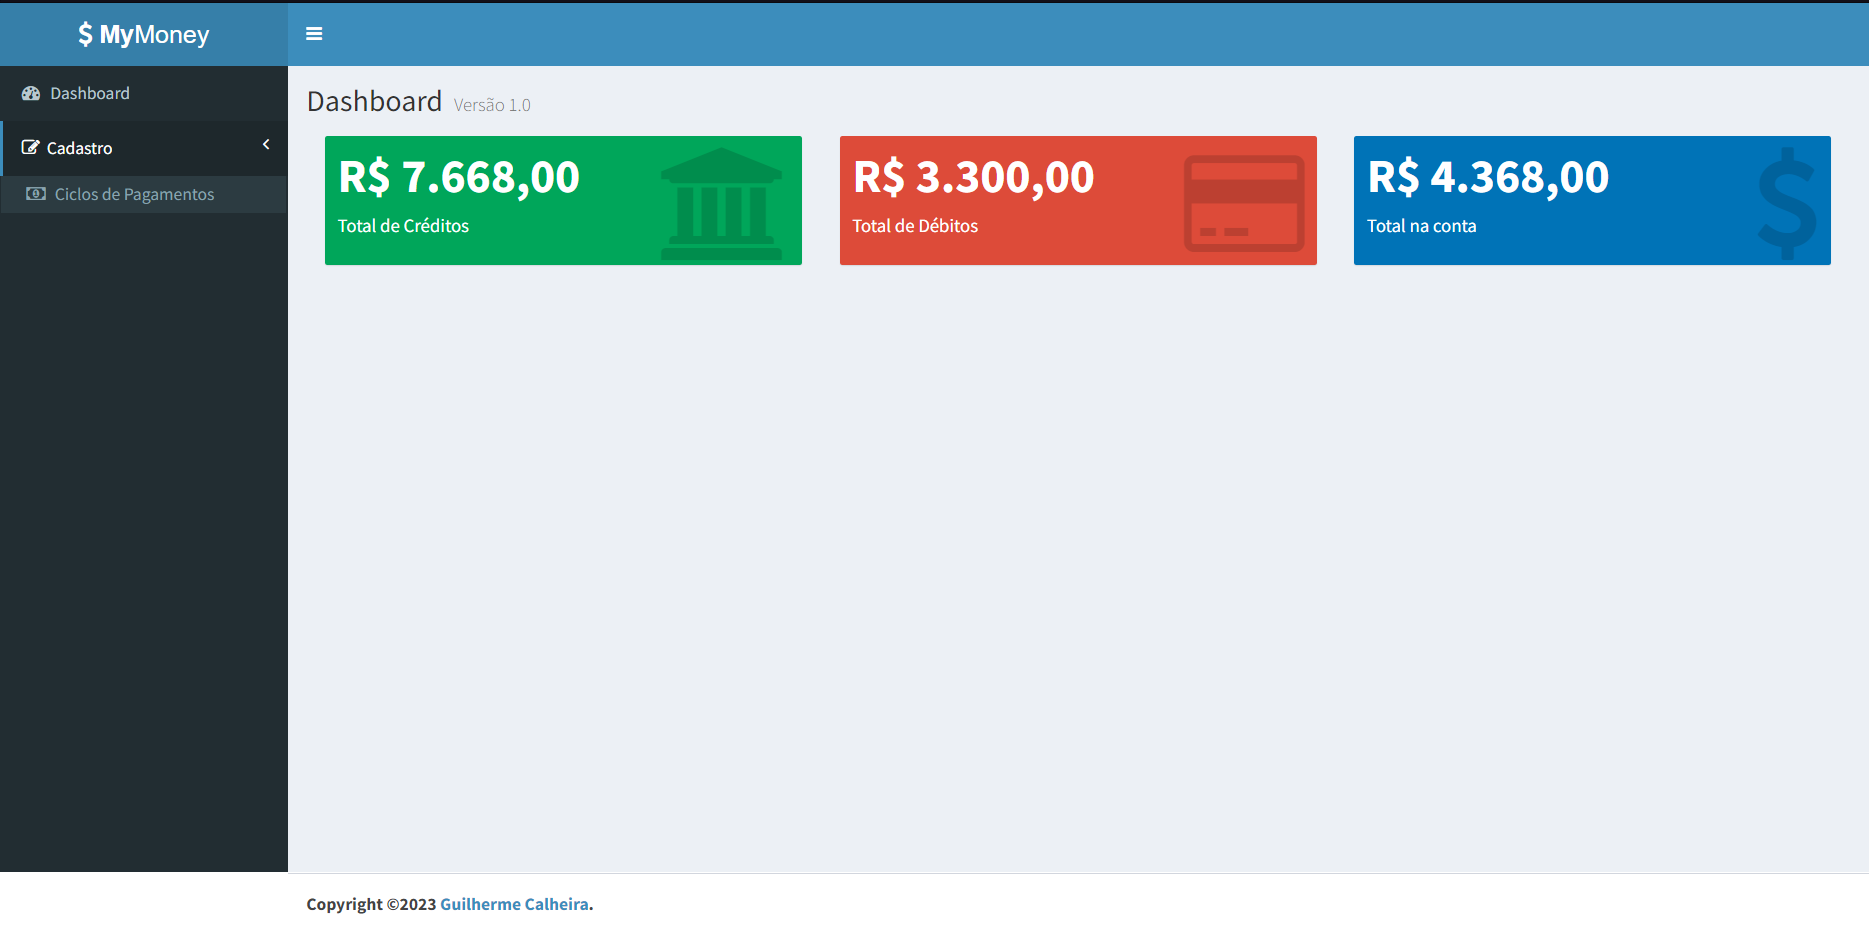 $ MyMoney
Dashboard
Cadastro
Ciclos de Pagamentos
Dashboard Versão 1.0
R$ 7.668,00
Total de Créditos
R$ 3.300,00
Total de Débitos
R$ 4.368,00
Total na conta
Copyright ©2023 Guilherme Calheira.